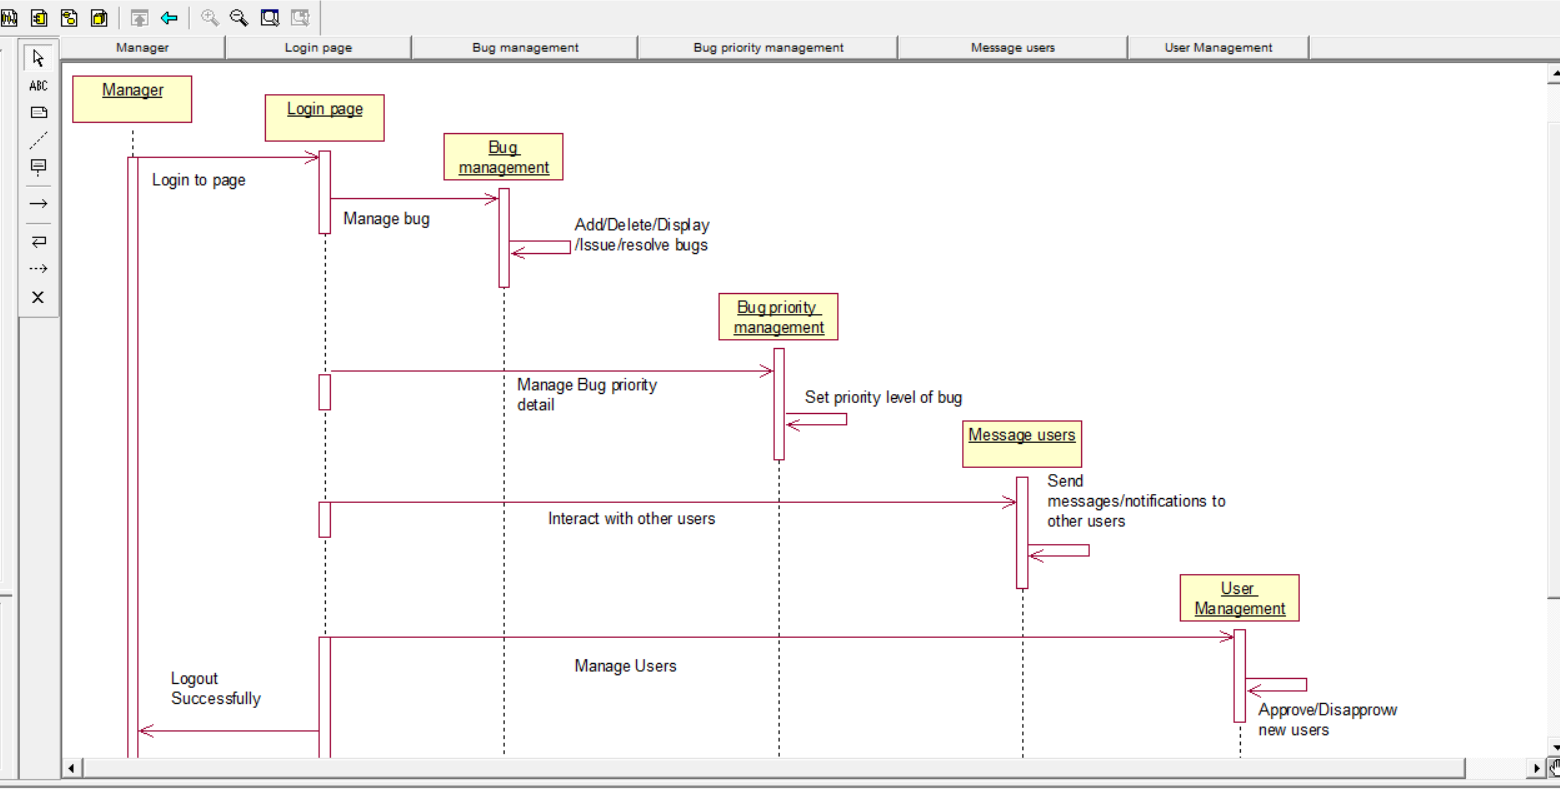 Manager
Login page
Bug management
Bug priority management
Message users
User Management
ABC
Manager
Login page
Bug
management
Login to page
Manage bug
Add/Delete/Display
/Issue/resolve bugs
Bug priority
management
Manage Bug priority
detail
Set priority level of bug
Message users
Send
messages/notifications to
other users
Interact with other users
User
Management
Manage Users
Logout
Successfully
Approve/Disapprovw
new users